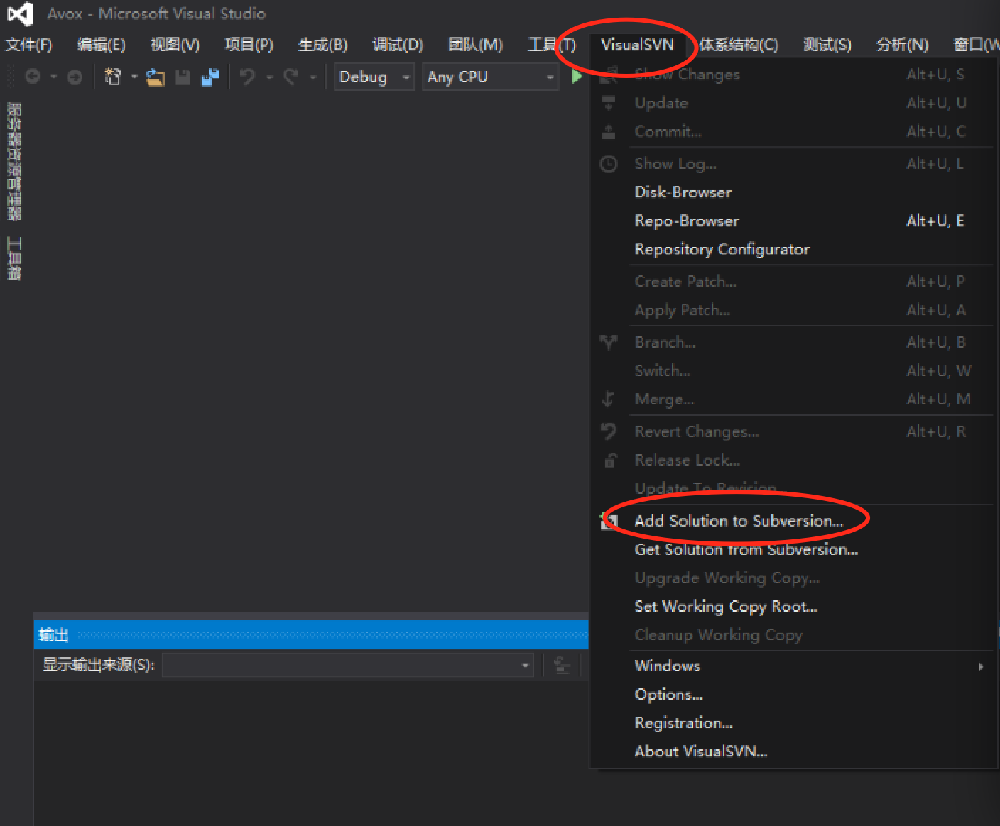 Avox - Microsoft Visual Studio
文件(F) 编辑(E) 视图(V) 项目(P) 生成(B) 调试(D) 团队(M) 工具(T) VisualSVN 体系结构(C) 测试(S) 分析(N) 窗口(W
Debug Any CPU
服务器资源管理器
工具箱
Show Changes Alt+U, S
Update Alt+U, U
Commit... Alt+U, C
Show Log... Alt+U, L
Disk-Browser
Repo-Browser Alt+U, E
Repository Configurator
Create Patch... Alt+U, P
Apply Patch... Alt+U, A
Branch... Alt+U, B
Switch... Alt+U, W
Merge... Alt+U, M
Revert Changes... Alt+U, R
Release Lock...
Update To Revision...
Add Solution to Subversion...
Get Solution from Subversion...
Upgrade Working Copy...
Set Working Copy Root...
Cleanup Working Copy
Windows
Options...
Registration...
About VisualSVN...
输出
显示输出来源(S):